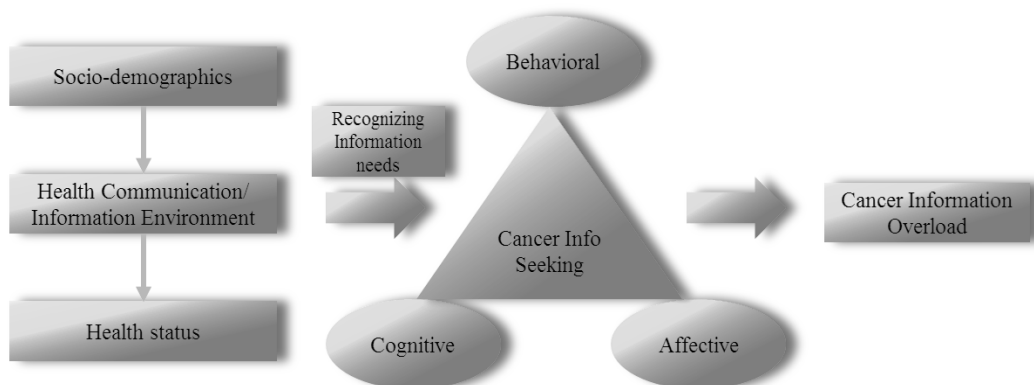 Socio-demographics
Health Communication/
Information Environment
Health status
Recognizing
Information
needs
Behavioral
Cancer Info
Seeking
Cognitive
Affective
Cancer Information
Overload